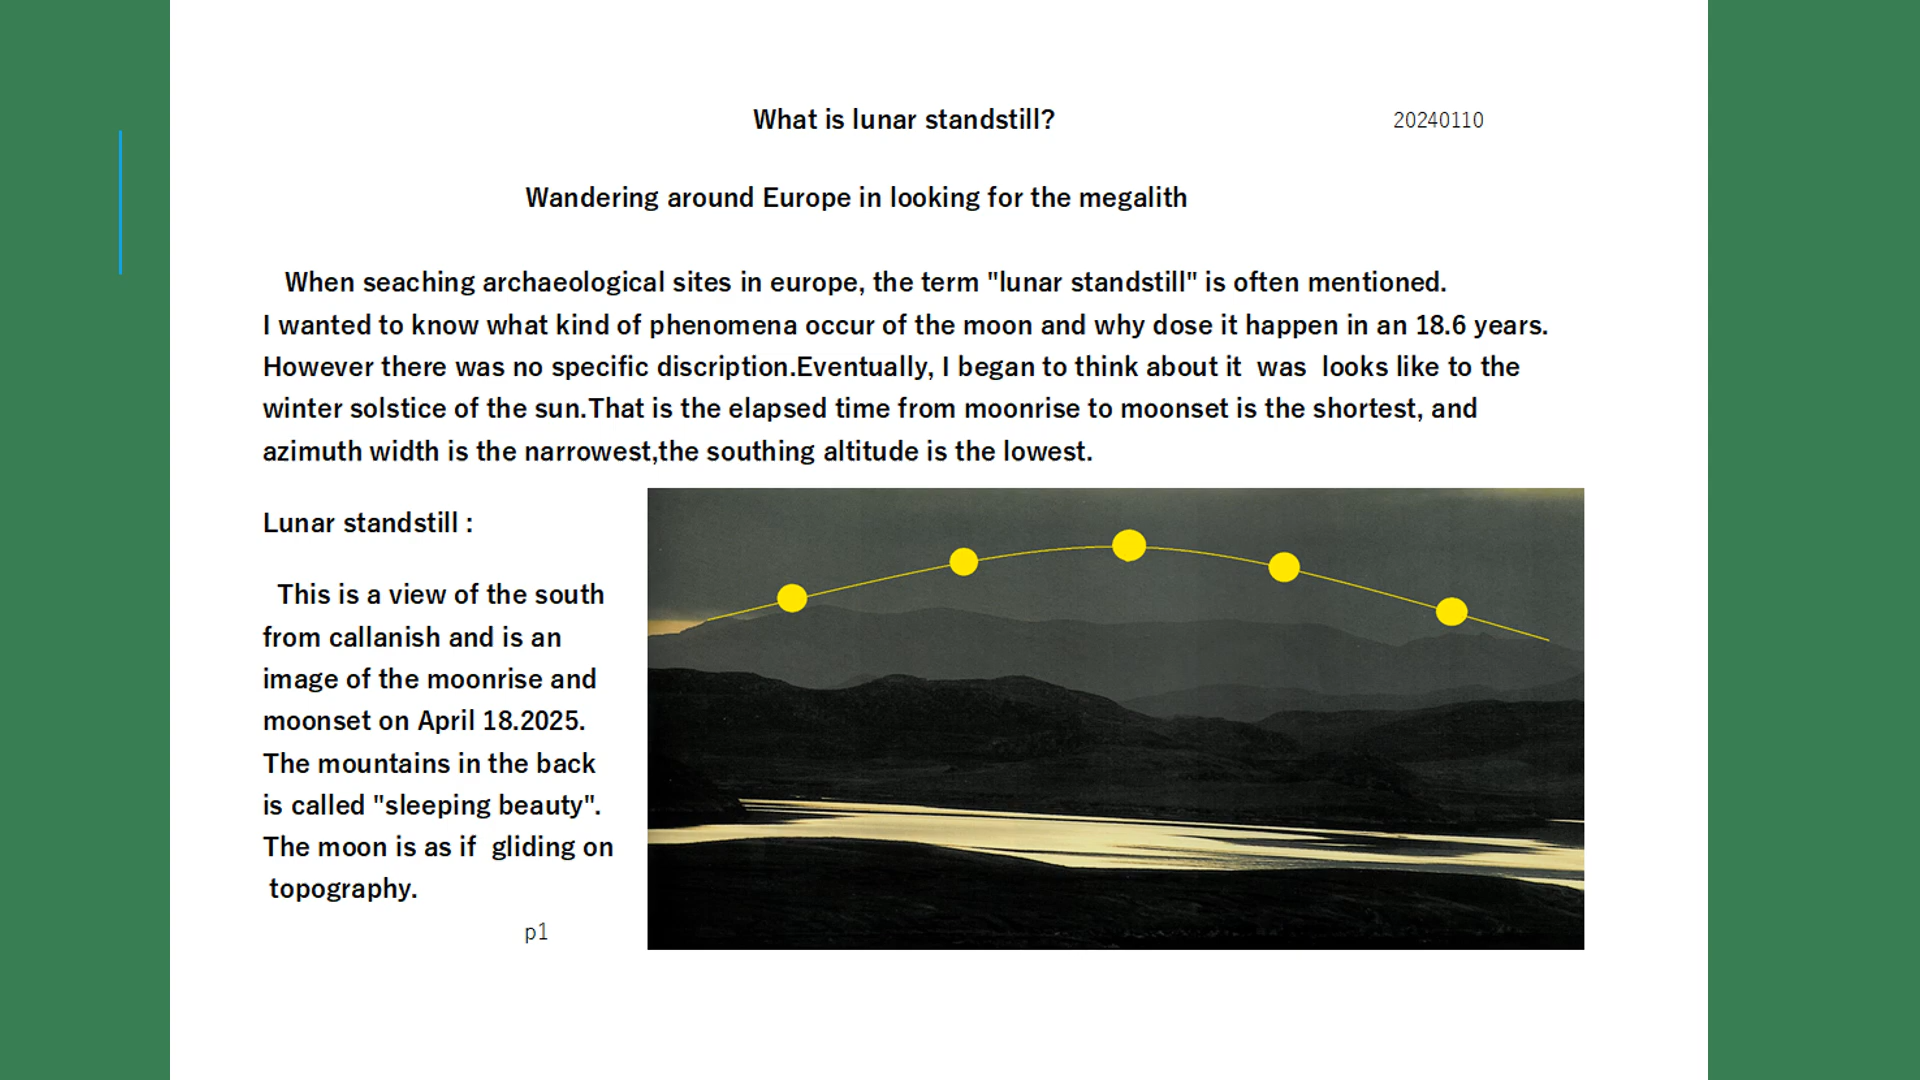 What is lunar standstill?
20240110
Wandering around Europe in looking for the megalith
When seaching archaeological sites in europe, the term "lunar standstill" is often mentioned.
I wanted to know what kind of phenomena occur of the moon and why dose it happen in an 18.6 years.
However there was no specific discription.Eventually, I began to think about it was looks like to the
winter solstice of the sun.That is the elapsed time from moonrise to moonset is the shortest, and
azimuth width is the narrowest,the southing altitude is the lowest.
Lunar standstill :
This is a view of the south
from callanish and is an
image of the moonrise and
moonset on April 18.2025.
The mountains in the back
is called "sleeping beauty".
The moon is as if gliding on
topography.
p1